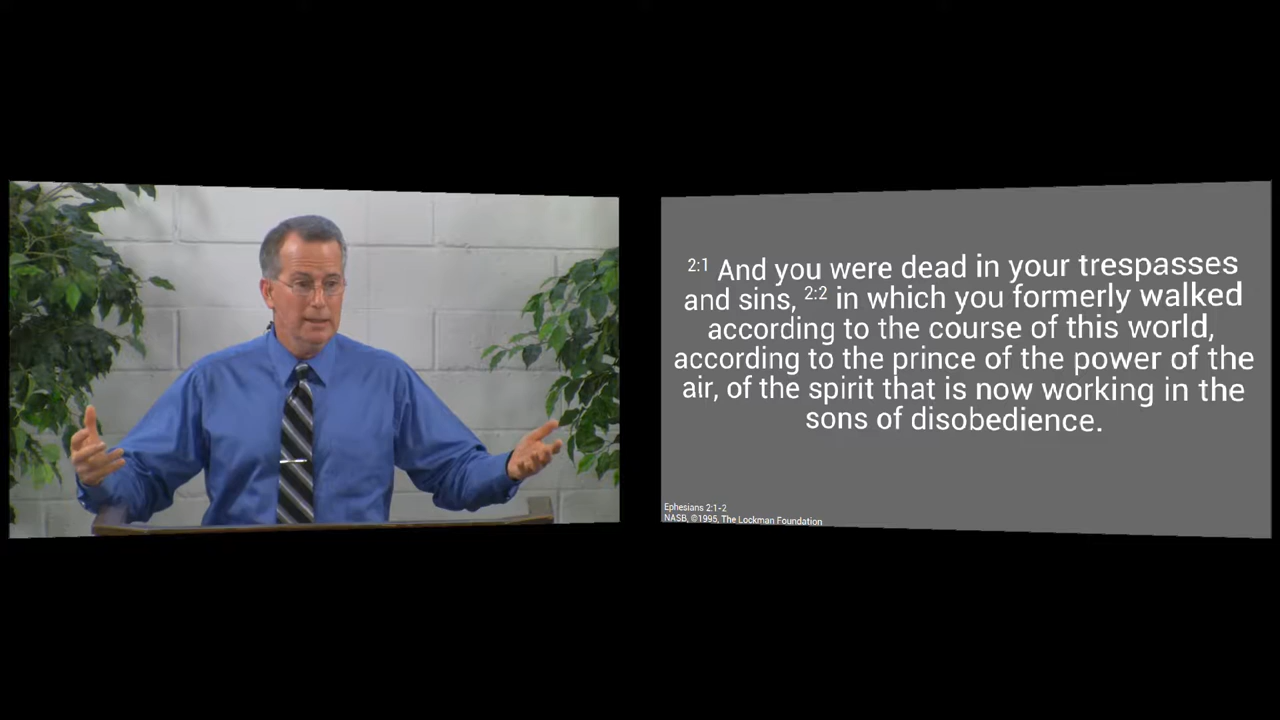 2:1 And you were dead in your trespasses
and sins, 2:2 in which you formerly walked
according to the course of this world,
according to the prince of the power of the
air, of the spirit that is now working in the
sons of disobedience.
Ephesians 2:1-2
NASB, ©1995, The Lockman Foundation